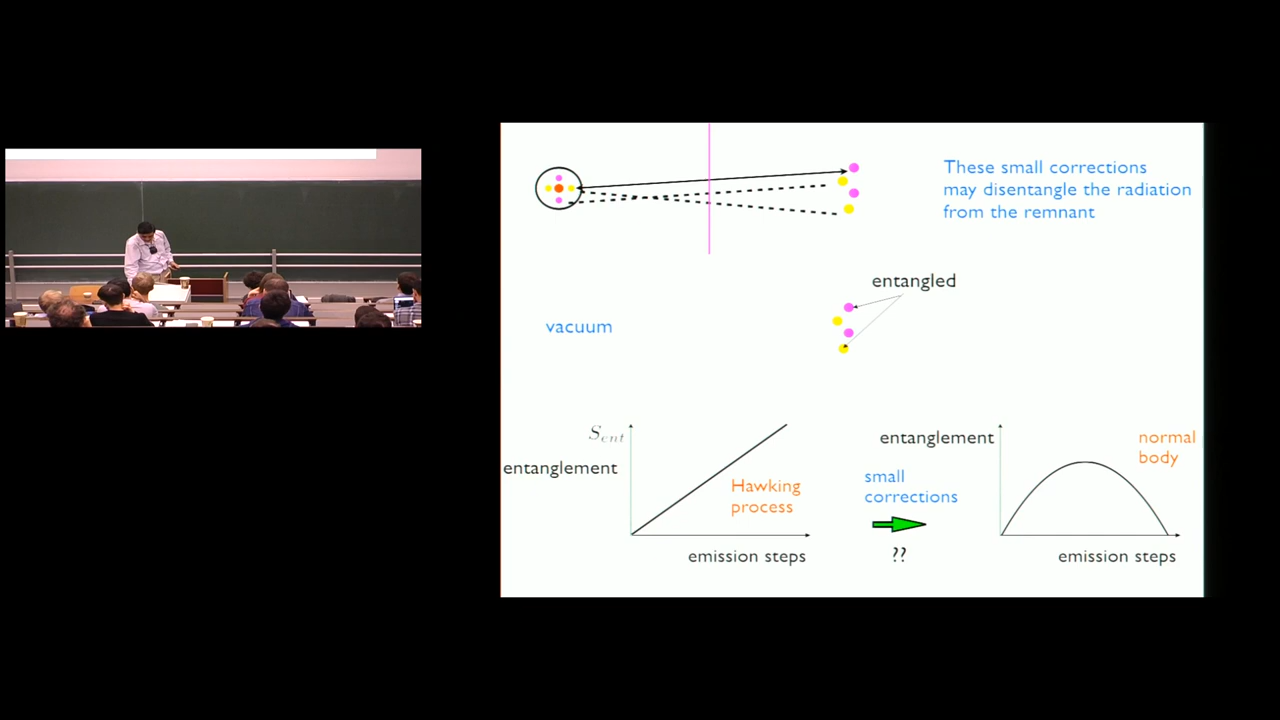 These small corrections
may disentangle the radiation
from the remnant
entangled
vacuum
S_ent
entanglement
Hawking
process
emission steps
small
corrections
??
entanglement
normal
body
emission steps